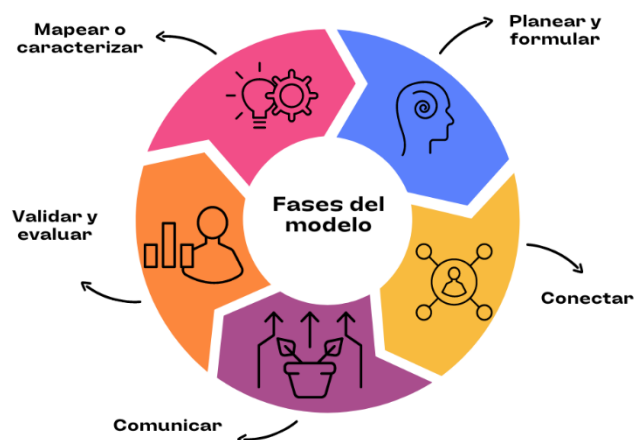 Mapear o
caracterizar
Planear y
formular
Fases del
modelo
Validar y
evaluar
Conectar
Comunicar